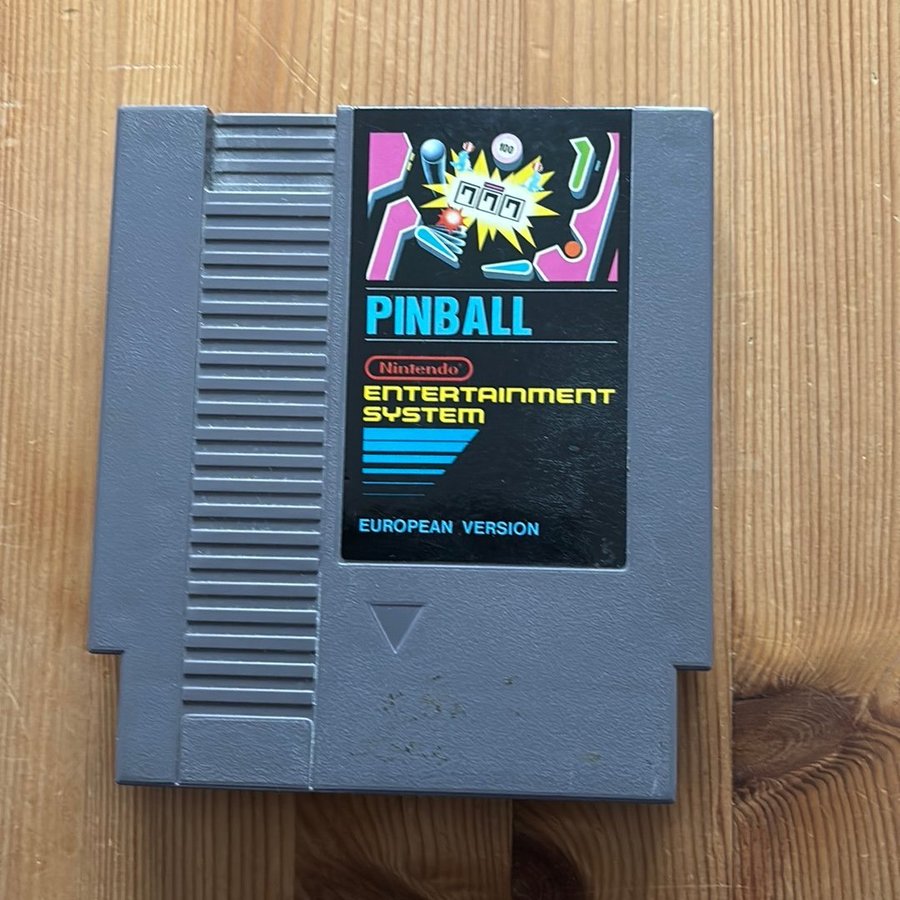 100
777
PINBALL
Nintendo®
ENTERTAINMENT
SYSTEM
EUROPEAN VERSION